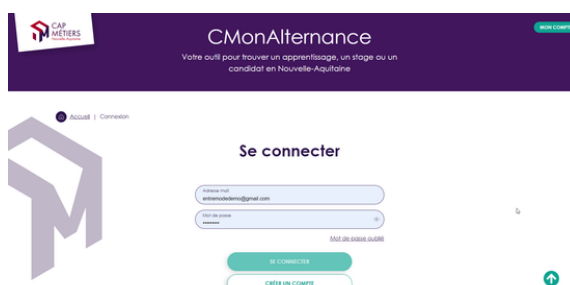 CAP
MÉTIERS
Nouvelle-Aquitaine
MON COMPT
CMonAlternance
Votre outil pour trouver un apprentissage, un stage ou un
candidat en Nouvelle-Aquitaine
Accueil | Connexion
Se connecter
Adresse mail
entremodedemo@gmail.com
Mot de passe
Mot de passe oublié
SE CONNECTER
CRÉER UN COMPTE